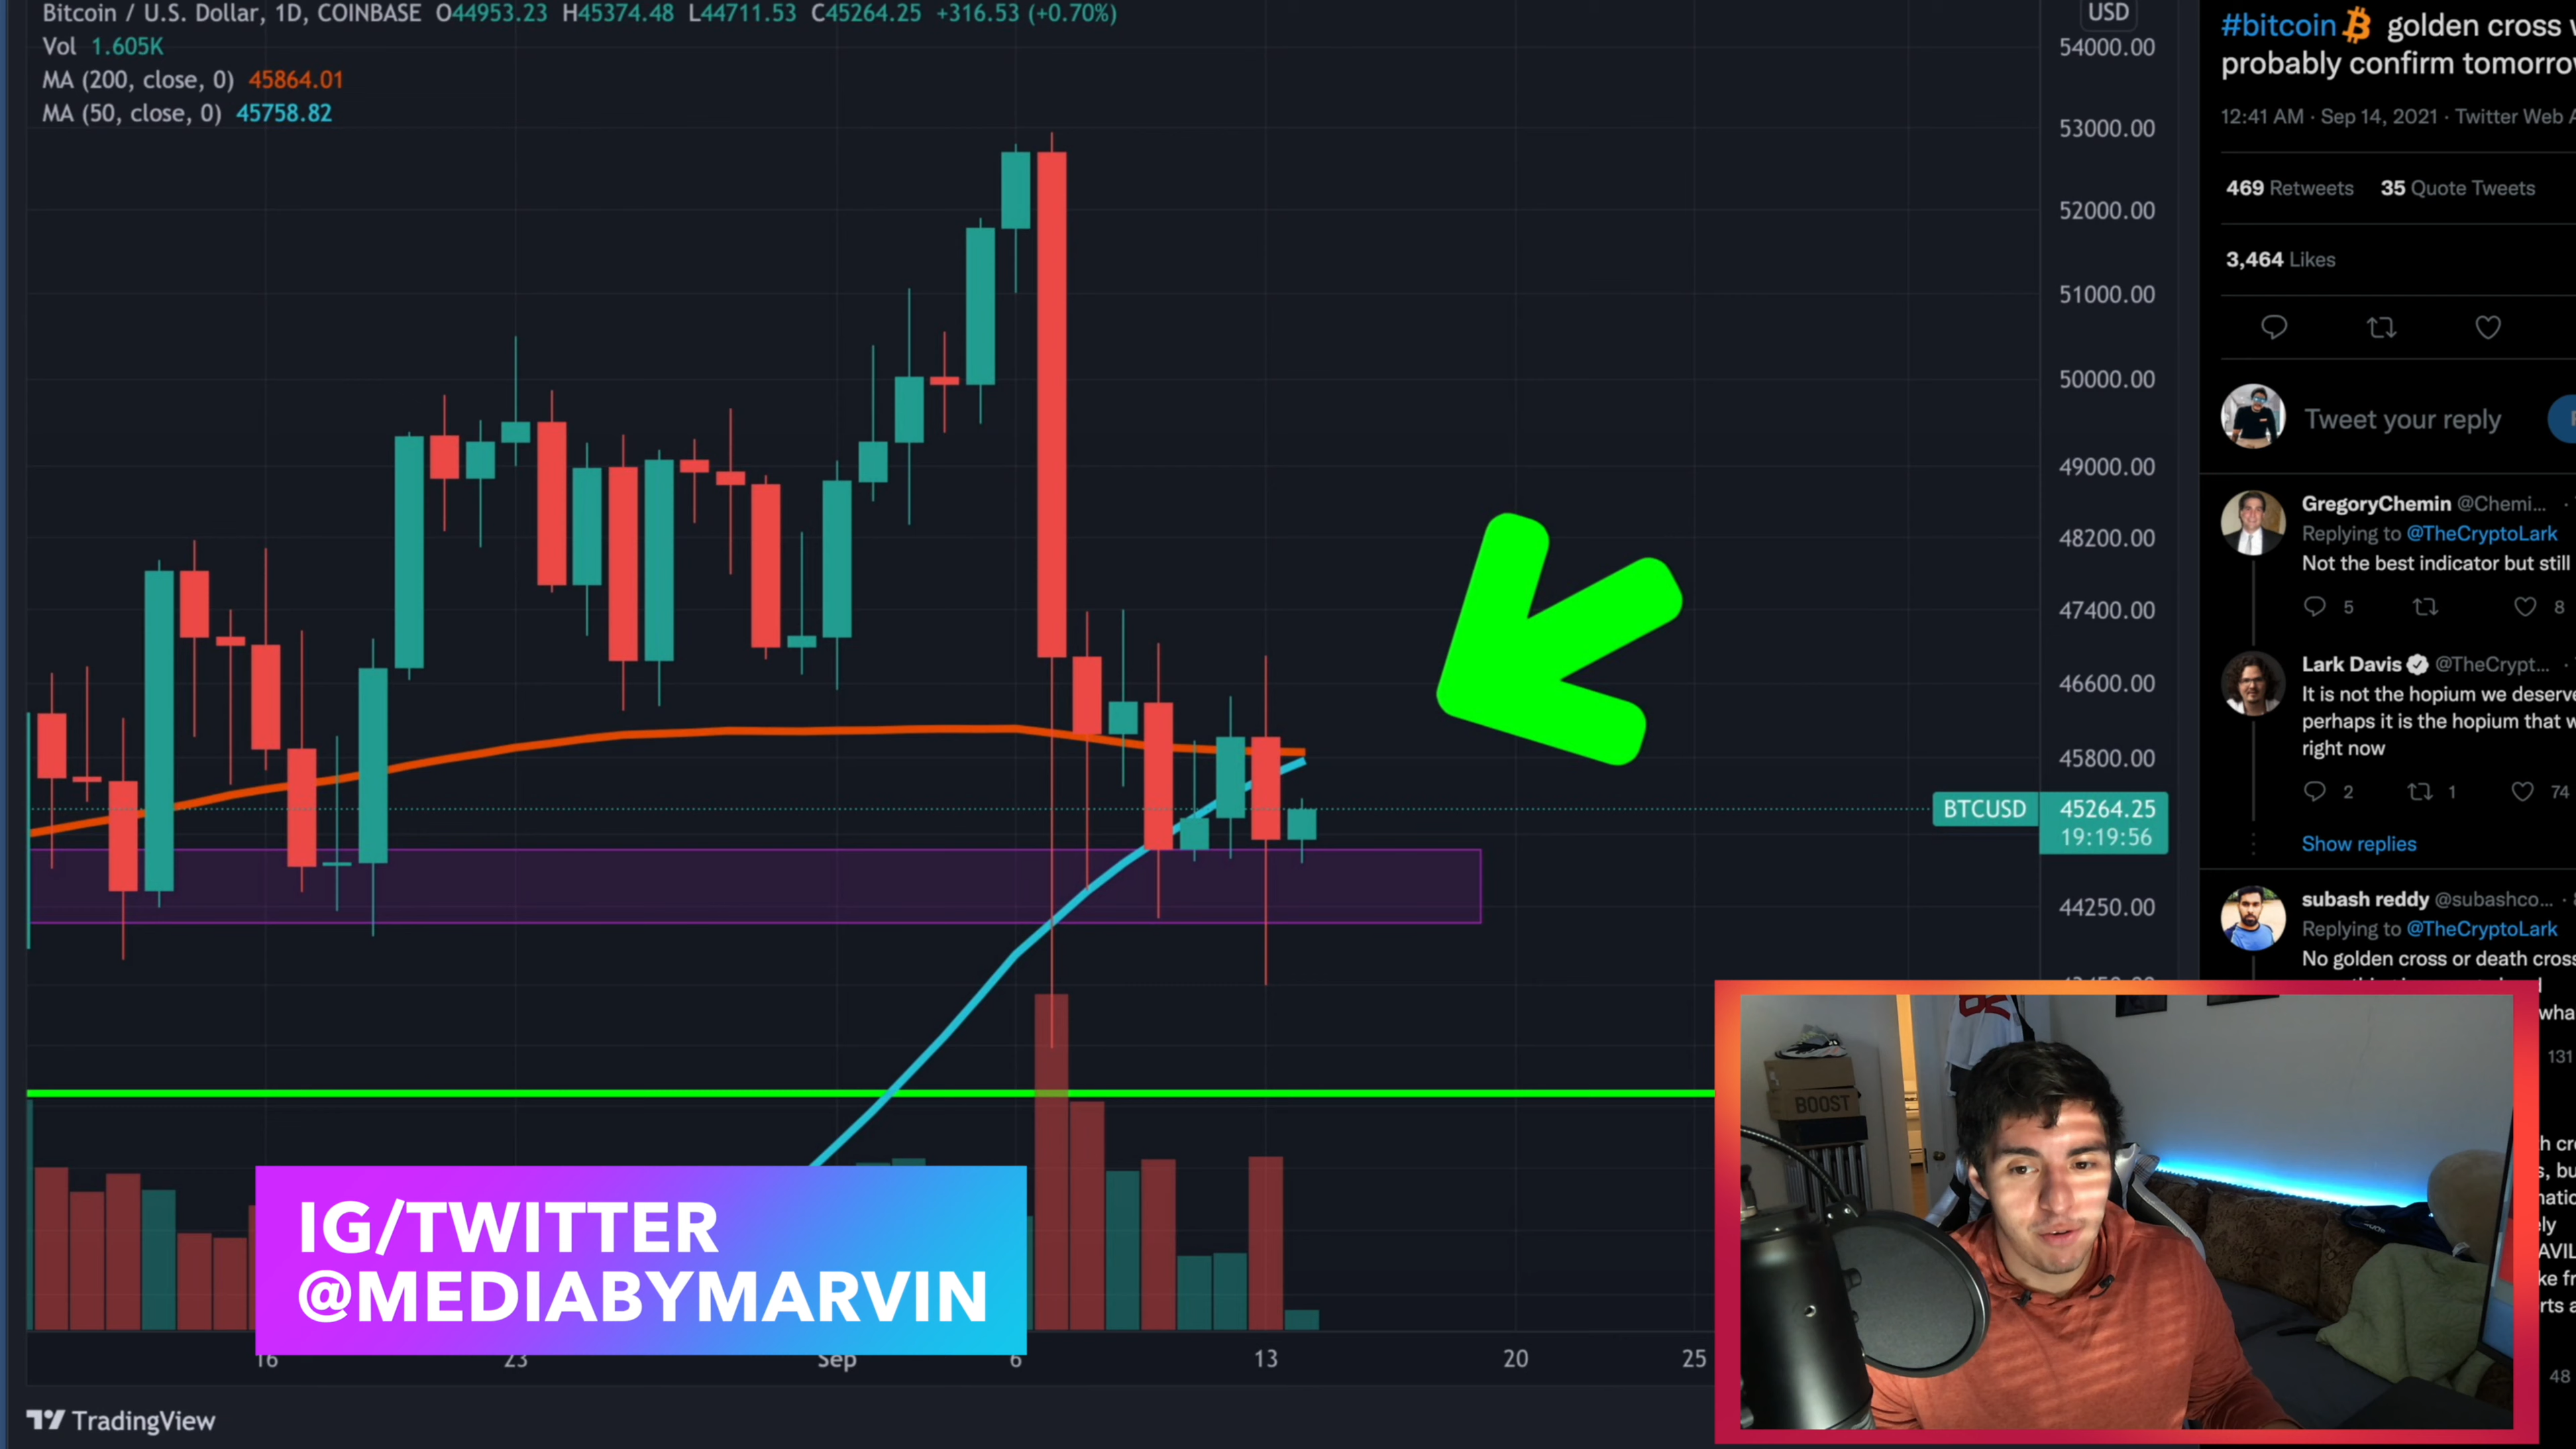 Bitcoin / U.S. Dollar, 1D, COINBASE O44953.23 H45374.48 L44711.53 C45264.25 +316.53 (+0.70%)
Vol 1.605K
MA (200, close, 0) 45864.01
MA (50, close, 0) 45758.82
USD
54000.00
53000.00
52000.00
51000.00
50000.00
49000.00
48200.00
47400.00
46600.00
45800.00
BTCUSD 45264.25
19:19:56
44250.00
16 23 Sep 6 13 20 25
TradingView
IG/TWITTER
@MEDIABYMARVIN
#bitcoin golden cross
probably confirm
12:41 AM · Sep 14, 2021 · Twitter Web
469 Retweets 35 Quote Tweets
3,464 Likes
Tweet your reply
GregoryChemin @Chemi... ·
Replying to @TheCryptoLark
Not the best indicator but still
5 8
Lark Davis @TheCrypt... ·
It is not the hopium we
perhaps it is the hopium that
right now
2 1 74
Show replies
subash reddy @subashco... ·
Replying to @TheCryptoLark
No golden cross or death cross
131
48
BOOST